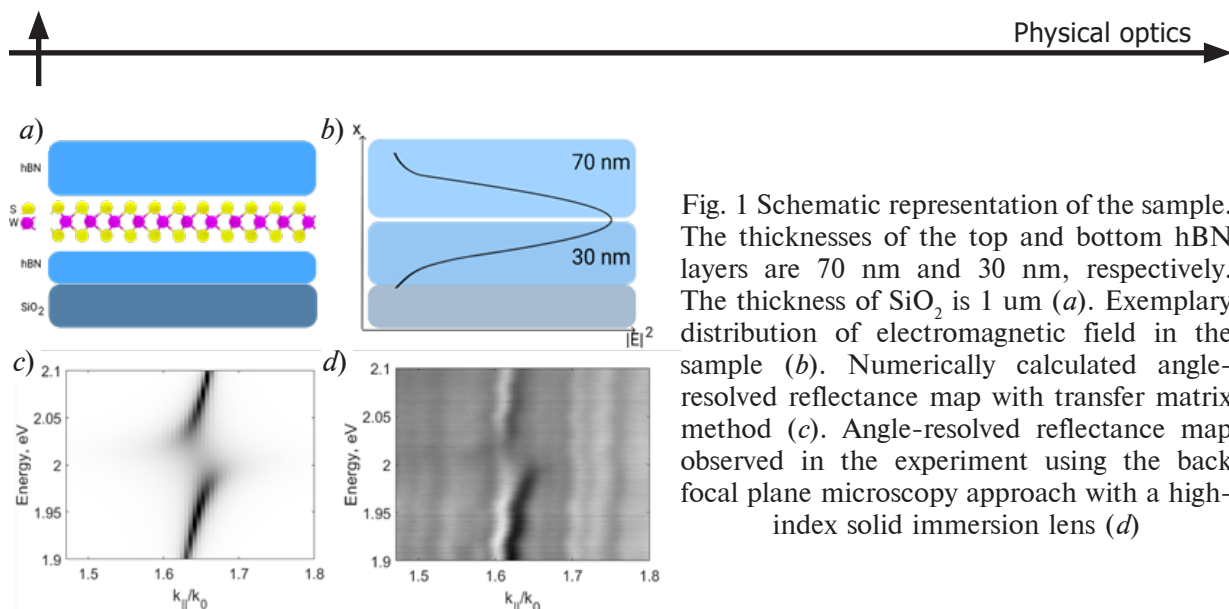 Physical optics
a)
hBN
S
W
hBN
SiO2
b)
x
70 nm
30 nm
|E|2
c)
2.1
2.05
2
1.95
1.9
Energy, eV
1.5
1.6
1.7
1.8
k||/k0
d)
2.1
2.05
2
1.95
1.9
Energy, eV
1.5
1.6
1.7
1.8
k||/k0
Fig. 1 Schematic representation of the sample.
The thicknesses of the top and bottom hBN
layers are 70 nm and 30 nm, respectively.
The thickness of SiO2 is 1 um (a). Exemplary
distribution of electromagnetic field in the
sample (b). Numerically calculated angle-
resolved reflectance map with transfer matrix
method (c). Angle-resolved reflectance map
observed in the experiment using the back
focal plane microscopy approach with a high-
index solid immersion lens (d)